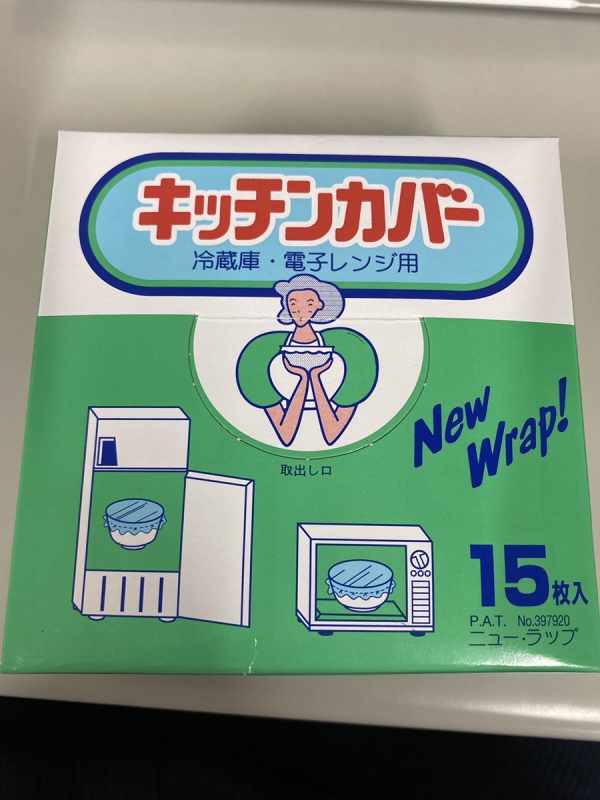 キッチンカバー
冷蔵庫・電子レンジ用
取出し口
New
Wrap!
15枚入
P.A.T. No.397920
ニュー・ラップ